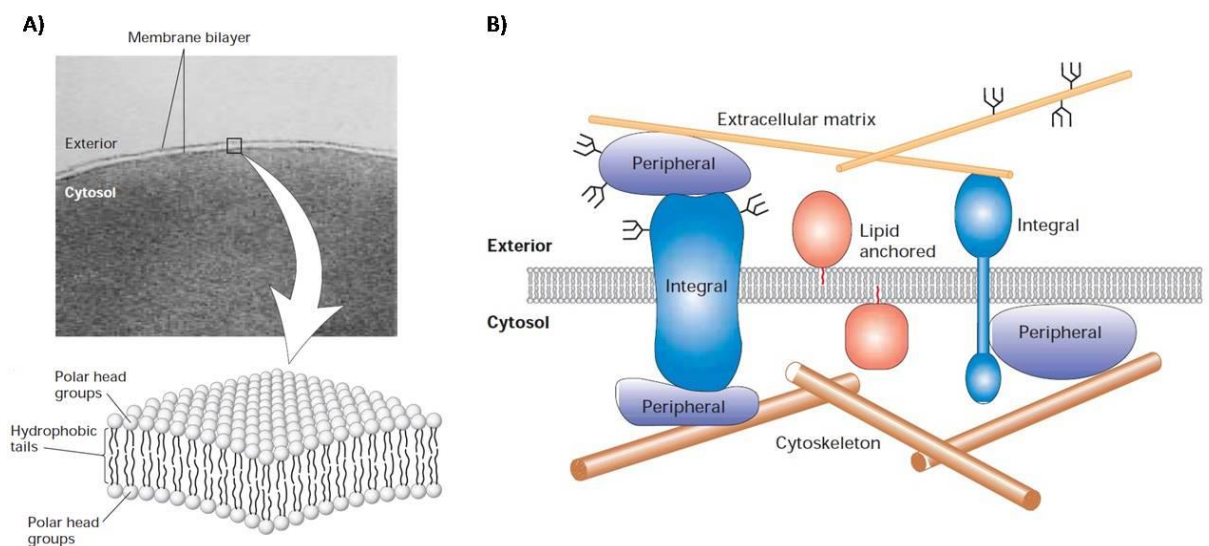 A)
Membrane bilayer
Exterior
Cytosol
Polar head
groups
Hydrophobic
tails
Polar head
groups
B)
Extracellular matrix
Peripheral
Integral
Lipid
anchored
Exterior
Integral
Cytosol
Peripheral
Peripheral
Cytoskeleton